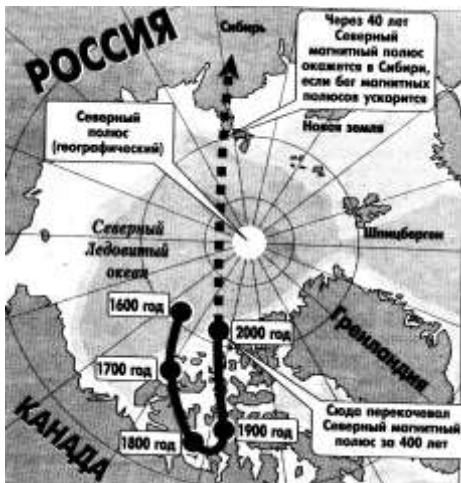 Сибирь
РОССИЯ
Через 40 лет
Северный
магнитный полюс
окажется в Сибири,
если бег магнитных
полюсов ускорится
Северный
полюс
(географический)
Новая земля
Северный
Ледовитый
океан
Шпицберген
1600 год
2000 год
Гренландия
1700 год
Сюда перекочевал
Северный магнитный
полюс за 400 лет
КАНАДА
1800 год
1900 год